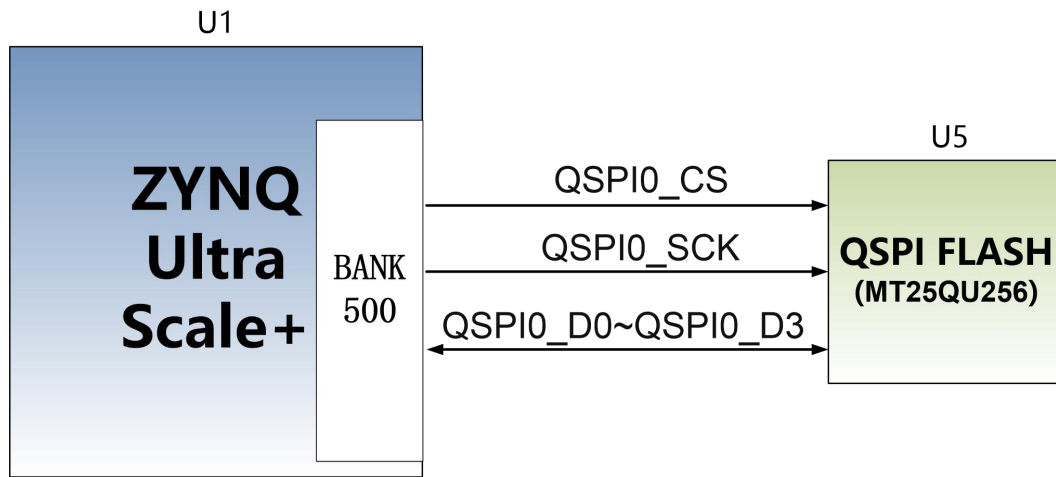 U1
ZYNQ
Ultra
Scale+
BANK
500
QSPI0_CS
QSPI0_SCK
QSPI0_D0~QSPI0_D3
U5
QSPI FLASH
(MT25QU256)